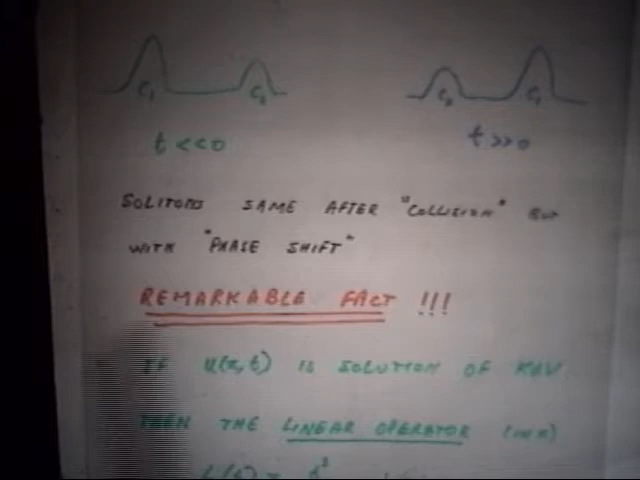 C₁ C₂ C₂ C₁
t << 0 t >> 0
SOLITONS SAME AFTER "COLLISION" BUT
WITH "PHASE SHIFT"
REMARKABLE FACT !!!
IF u(x,t) IS SOLUTION OF KDV
THEN THE LINEAR OPERATOR (IN X)